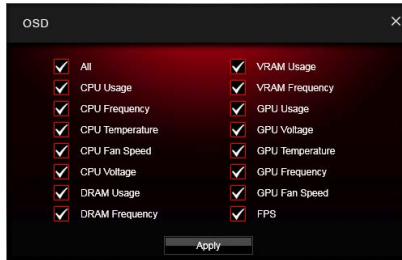 OSD
All
CPU Usage
CPU Frequency
CPU Temperature
CPU Fan Speed
CPU Voltage
DRAM Usage
DRAM Frequency
VRAM Usage
VRAM Frequency
GPU Usage
GPU Voltage
GPU Temperature
GPU Frequency
GPU Fan Speed
FPS
Apply